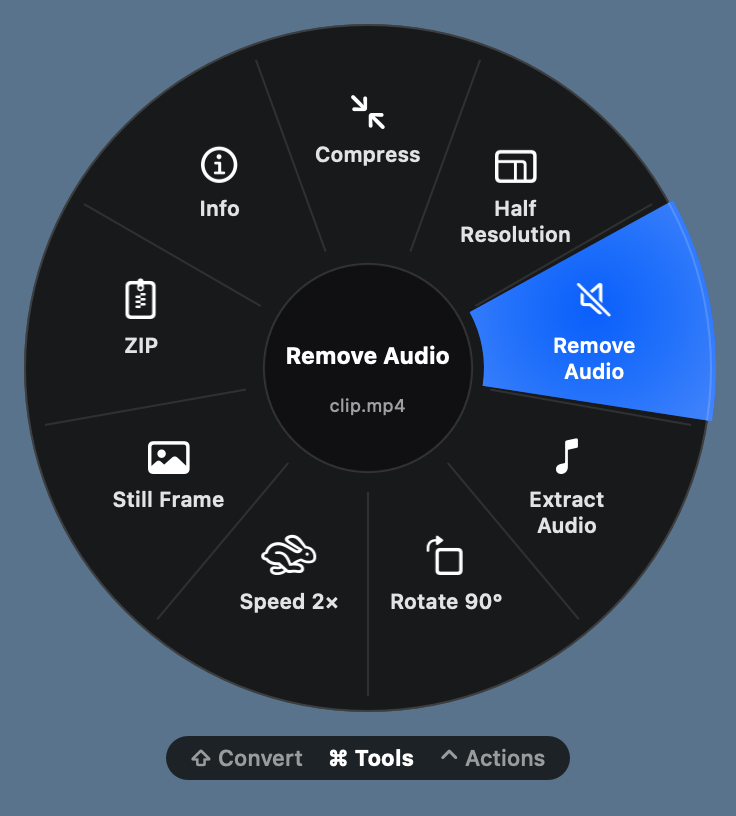 Compress
Info
Half
Resolution
ZIP
Remove
Audio
Remove Audio
clip.mp4
Still Frame
Extract
Audio
Speed 2×
Rotate 90°
⇧ Convert ⌘ Tools ⌃ Actions